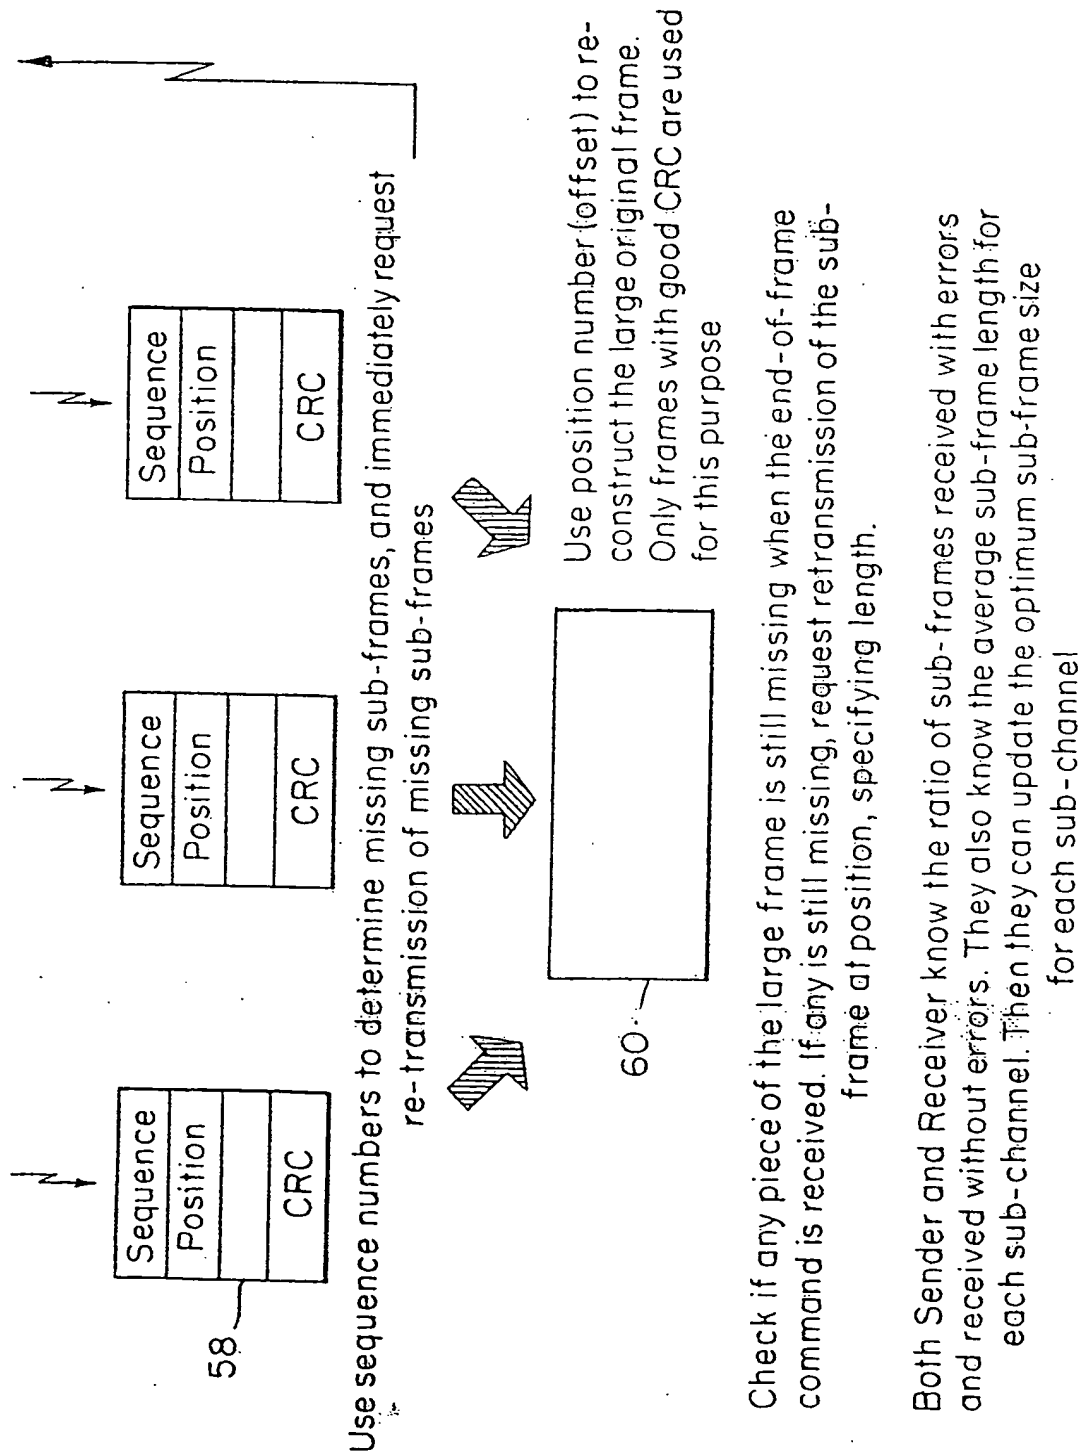 Sequence
Position
CRC
Sequence
Position
CRC
Sequence
Position
CRC
58
Use sequence numbers to determine missing sub-frames, and immediately request
re-transmission of missing sub-frames
60
Use position number (offset) to re-
construct the large original frame.
Only frames with good CRC are used
for this purpose
Check if any piece of the large frame is still missing when the end-of-frame
command is received. If any is still missing, request retransmission of the sub-
frame at position, specifying length.
Both Sender and Receiver know the ratio of sub-frames received with errors
and received without errors. They also know the average sub-frame length for
each sub-channel. Then they can update the optimum sub-frame size
for each sub-channel